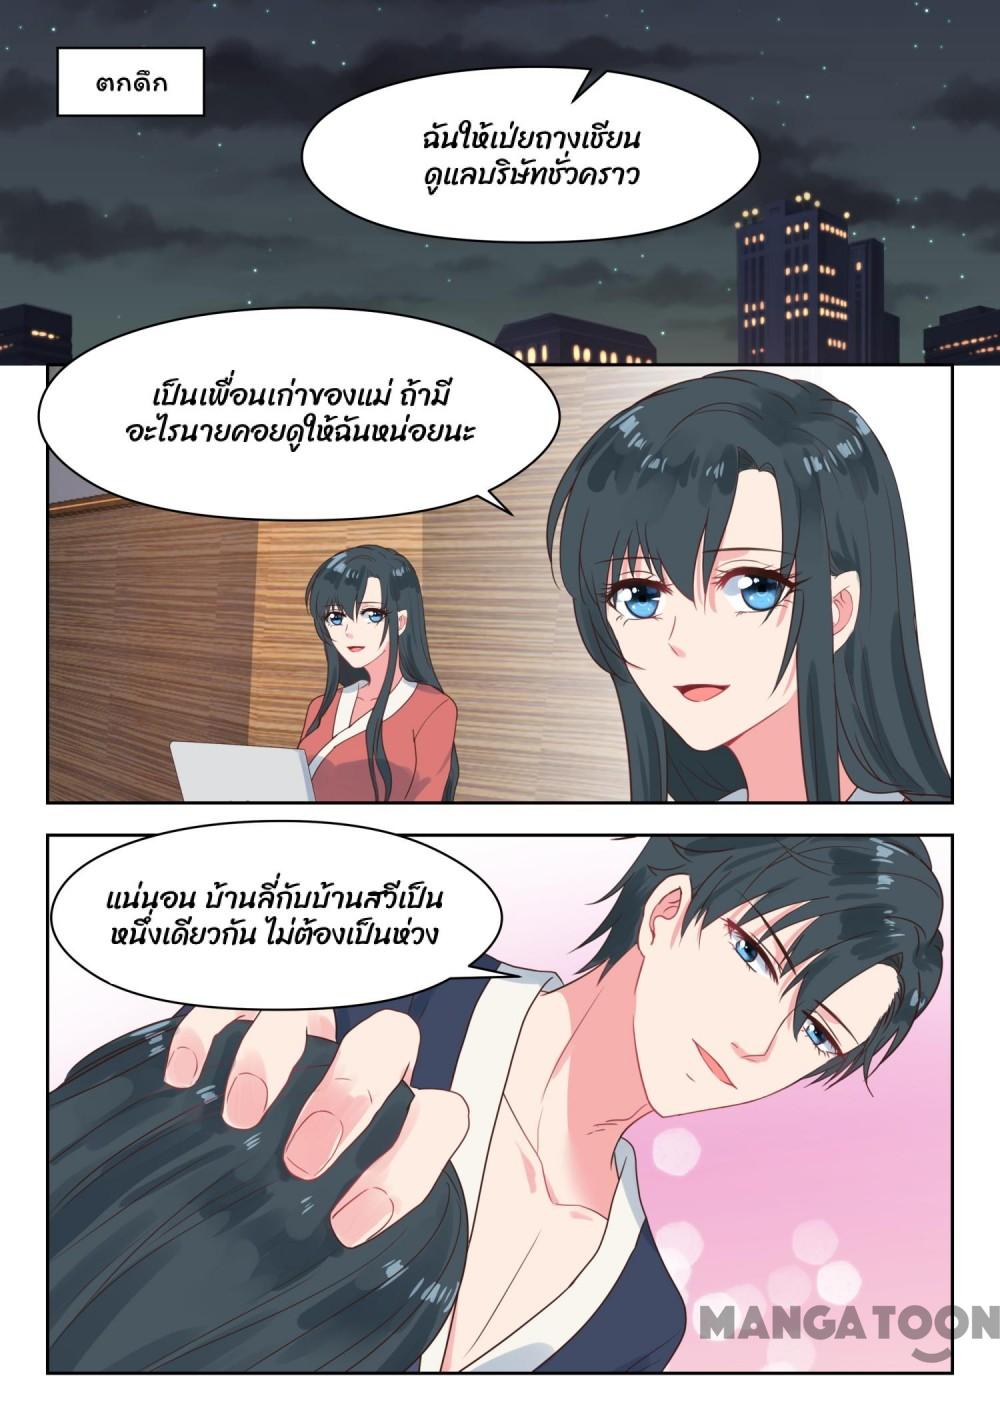 ตกดึก
ฉันให้เป่ยถางเชียน
ดูแลบริษัทชั่วคราว
เป็นเพื่อนเก่าของแม่ ถ้ามี
อะไรนายคอยดูให้ฉันหน่อยนะ
แน่นอน บ้านลี่กับบ้านสวีเป็น
หนึ่งเดียวกัน ไม่ต้องเป็นห่วง
MANGA TOON